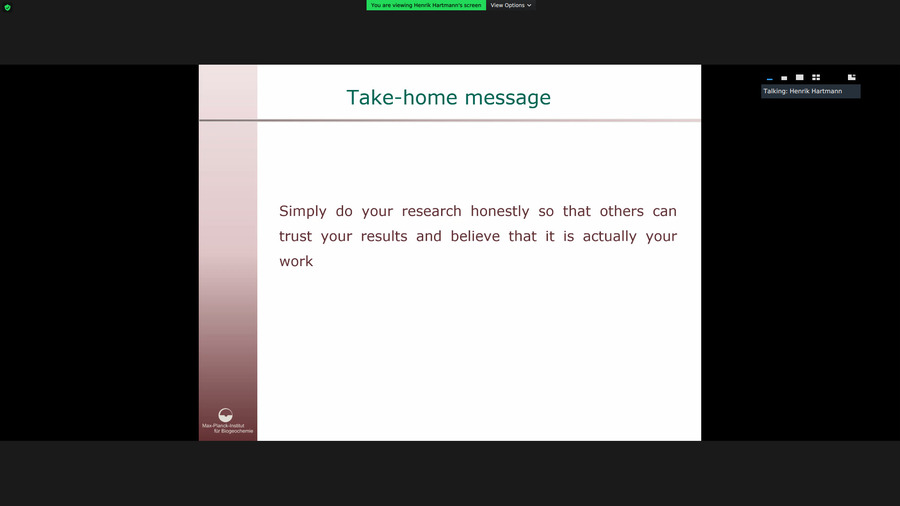 You are viewing Henrik Hartmann's screen
View Options
Talking: Henrik Hartmann
Take-home message
Simply do your research honestly so that others can
trust your results and believe that it is actually your
work
Max-Planck-Institut
für Biogeochemie